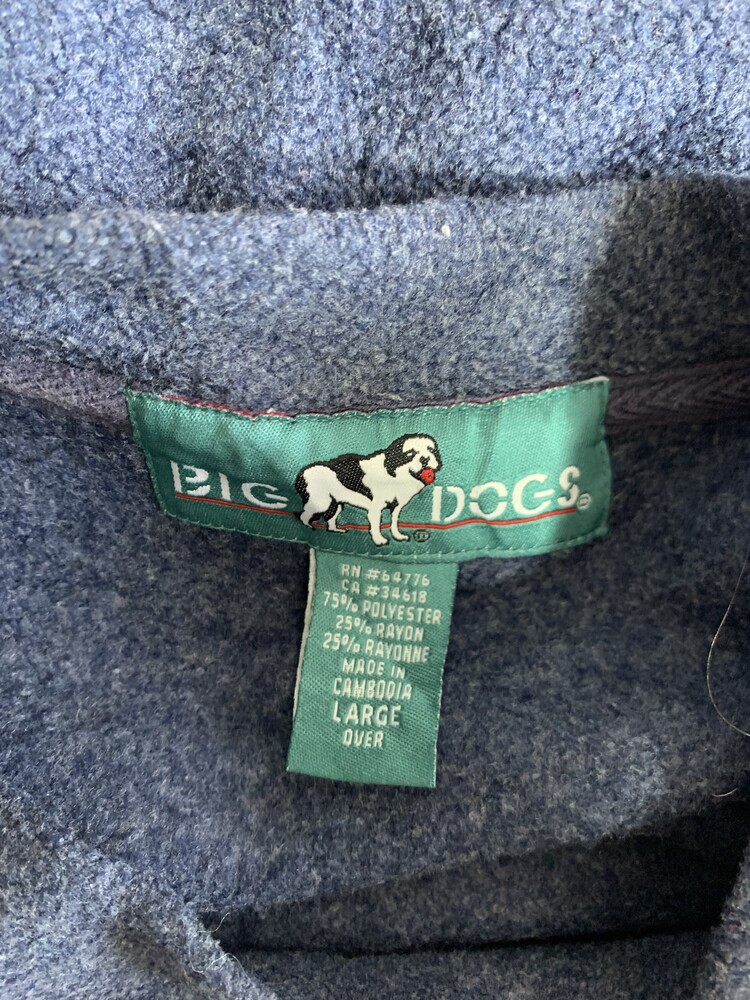 BIG DOGS®
®
RN #64776
CA #34618
75% POLYESTER
25% RAYON
25% RAYONNE
MADE IN
CAMBODIA
LARGE
OVER